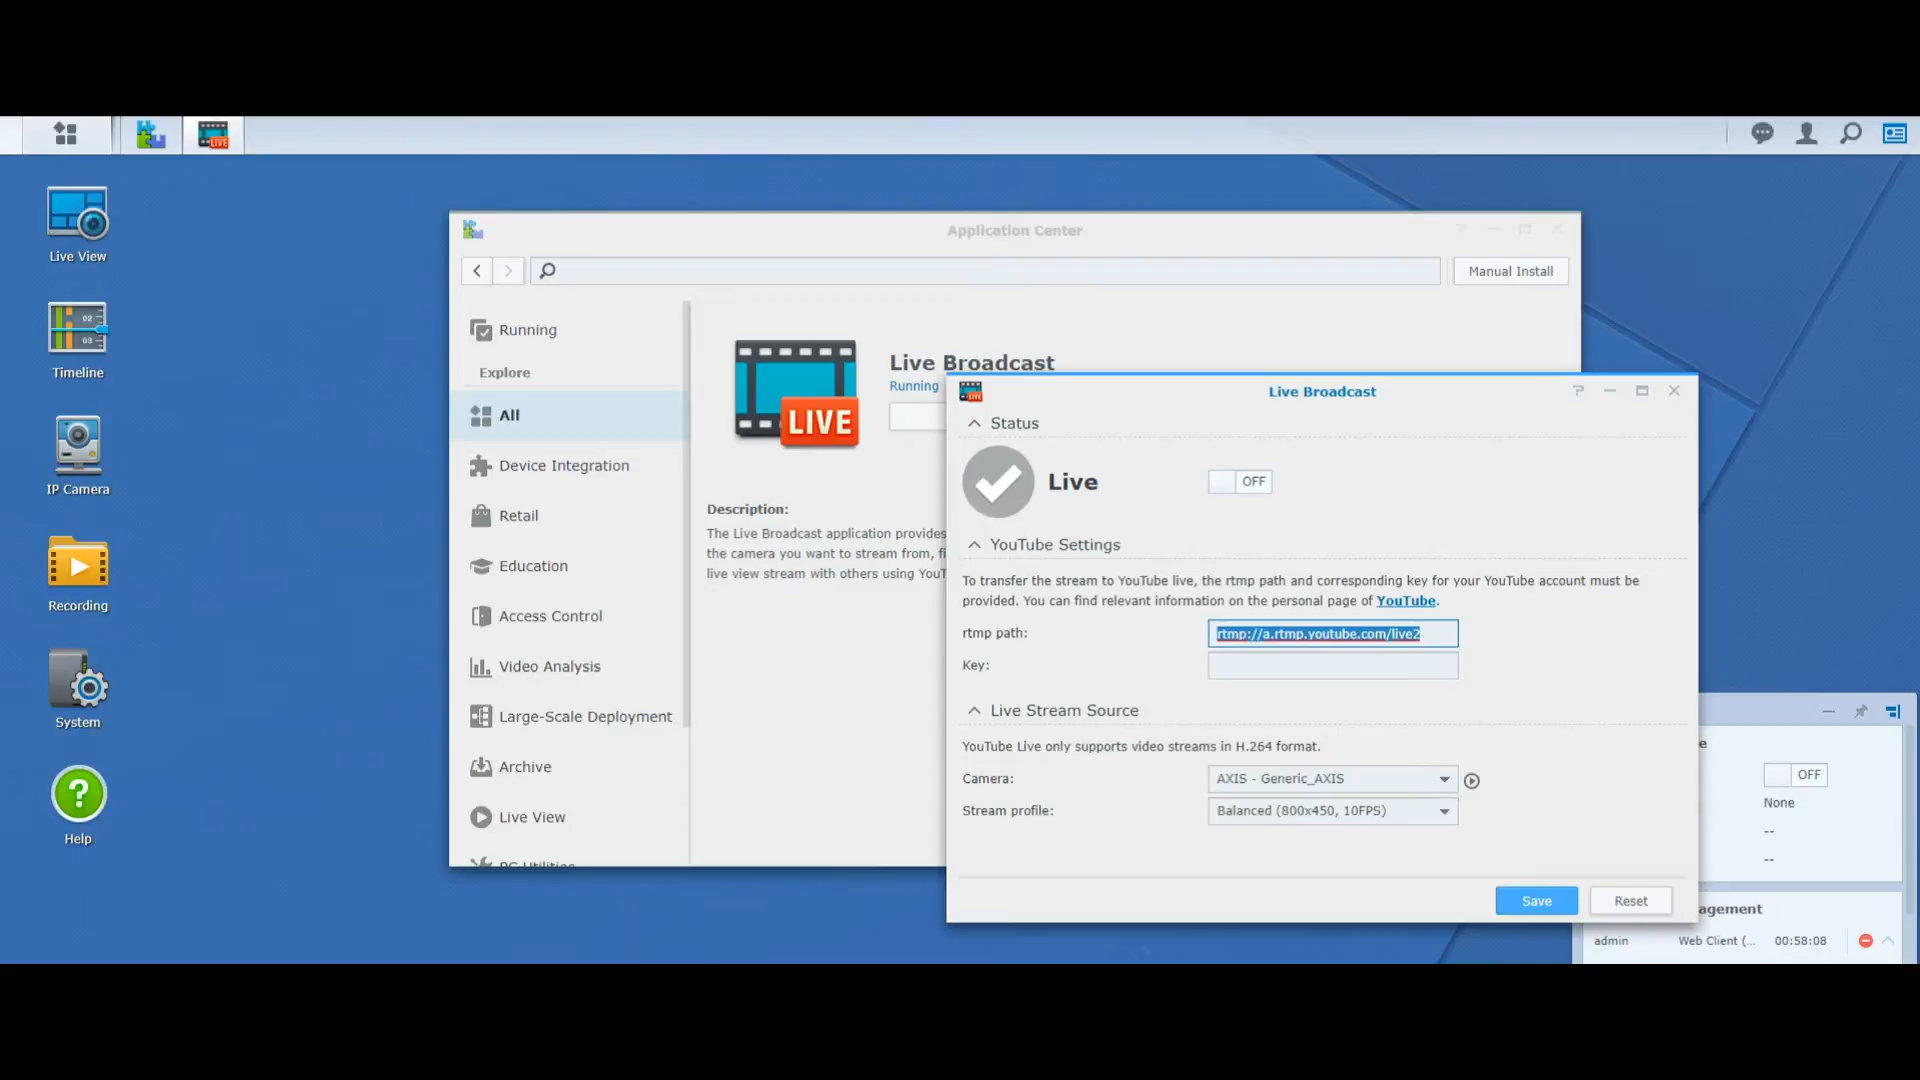 Live View
Timeline
IP Camera
Recording
System
Help
02
03
Application Center
Manual Install
Running
Explore
All
Device Integration
Retail
Education
Access Control
Video Analysis
Large-Scale Deployment
Archive
Live View
PC Utilities
LIVE
Live Broadcast
Running
Description:
The Live Broadcast application provides
the camera you want to stream from, fi
live view stream with others using YouT
Live Broadcast
Status
Live
OFF
YouTube Settings
To transfer the stream to YouTube live, the rtmp path and corresponding key for your YouTube account must be
provided. You can find relevant information on the personal page of YouTube.
rtmp path: rtmp://a.rtmp.youtube.com/live2
Key:
Live Stream Source
YouTube Live only supports video streams in H.264 format.
Camera: AXIS - Generic_AXIS
Stream profile: Balanced (800x450, 10FPS)
Save
Reset
e
OFF
None
--
--
agement
admin Web Client (... 00:58:08